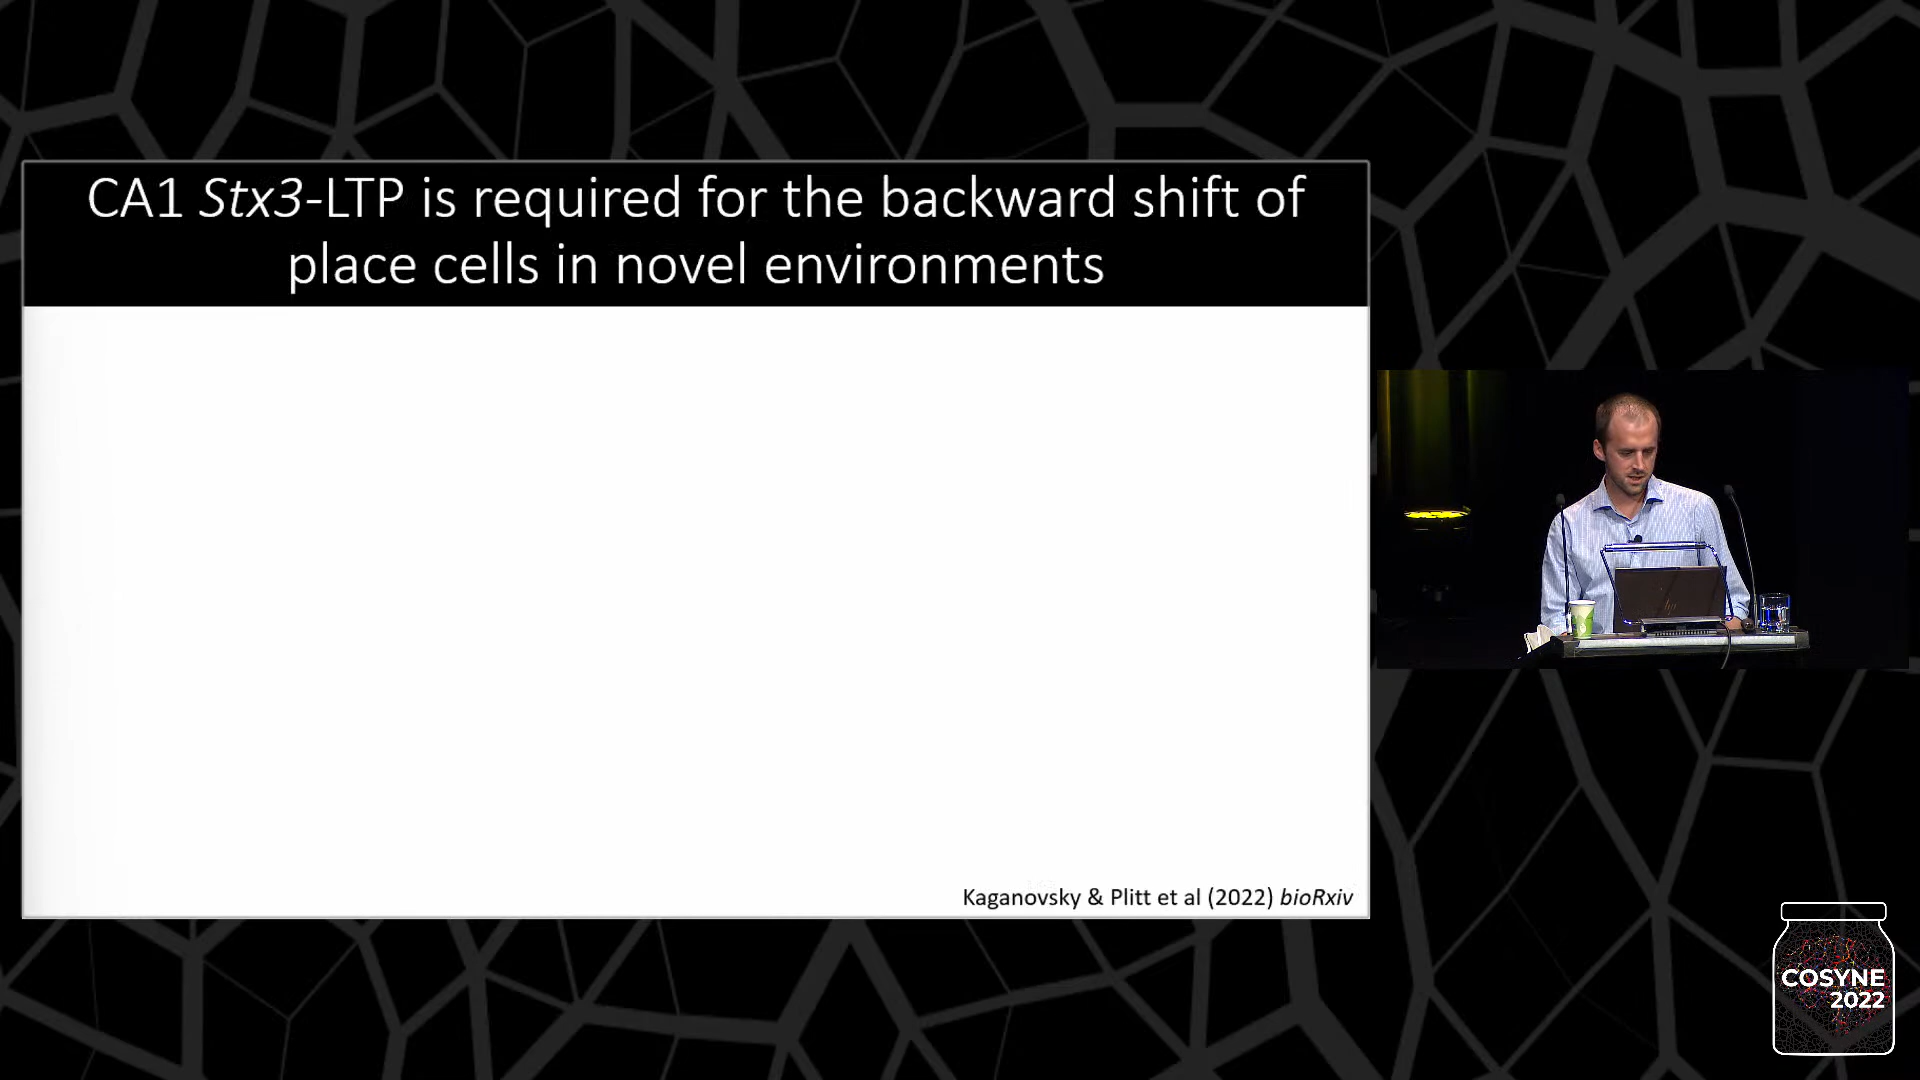 CA1 Stx3-LTP is required for the backward shift of
place cells in novel environments
Kaganovsky & Plitt et al (2022) bioRxiv
COSYNE
2022